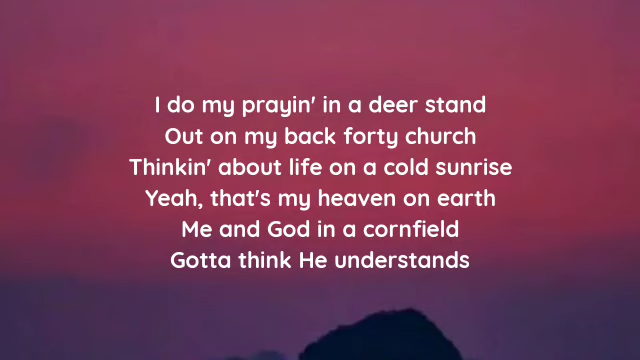 I do my prayin' in a deer stand
Out on my back forty church
Thinkin' about life on a cold sunrise
Yeah, that's my heaven on earth
Me and God in a cornfield
Gotta think He understands